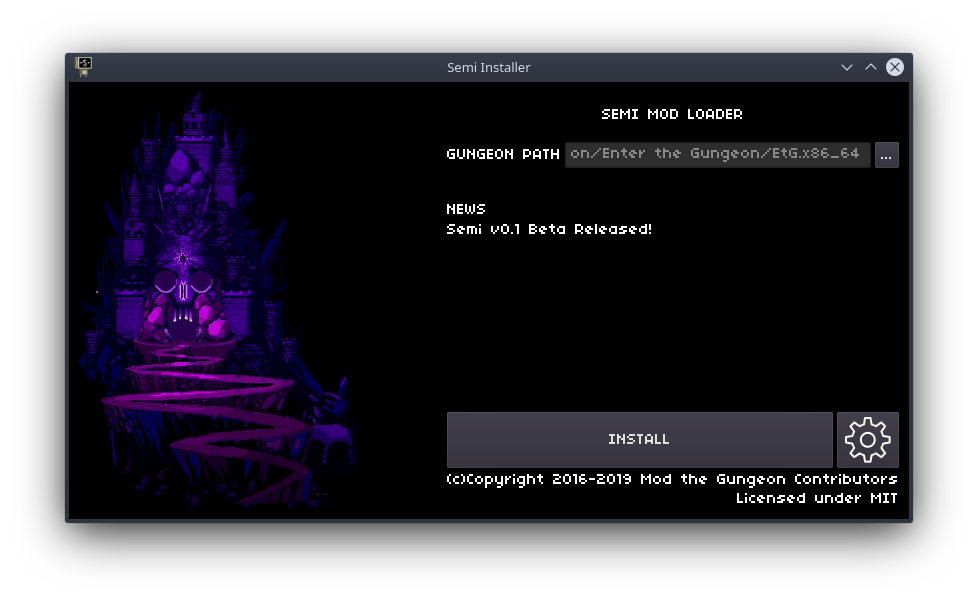 Semi Installer
SEMI MOD LOADER
GUNGEON PATH on/Enter the Gungeon/EtG.x86_64 ...
NEWS
Semi v0.1 Beta Released!
INSTALL
(c)Copyright 2016-2019 Mod the Gungeon Contributors
Licensed under MIT